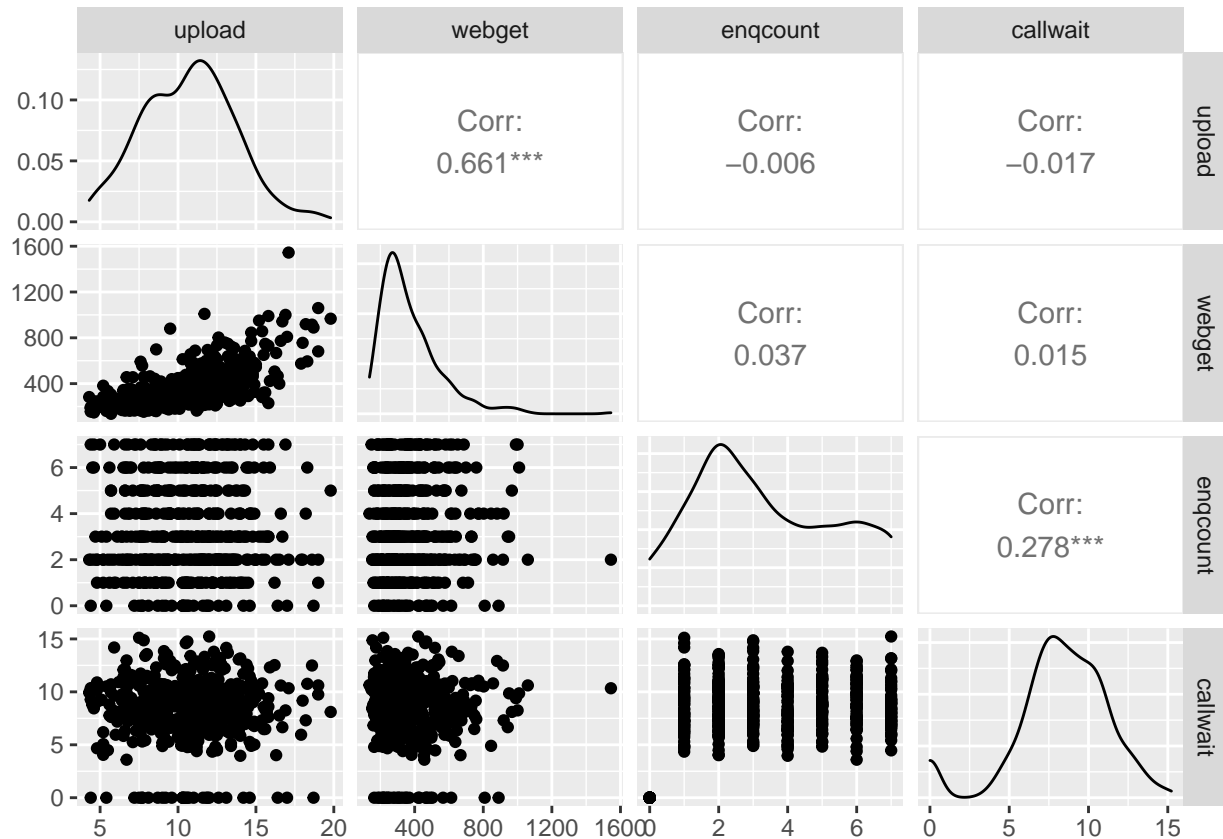 upload webget enqcount callwait
0.10
0.05
0.00
Corr:
0.661***
Corr:
−0.006
Corr:
−0.017
upload
1600
1200
800
400
Corr:
0.037
Corr:
0.015
webget
6
4
2
0
Corr:
0.278***
enqcount
15
10
5
0
callwait
5 10 15 20 400 800 1200 1600 0 2 4 6 0 5 10 15